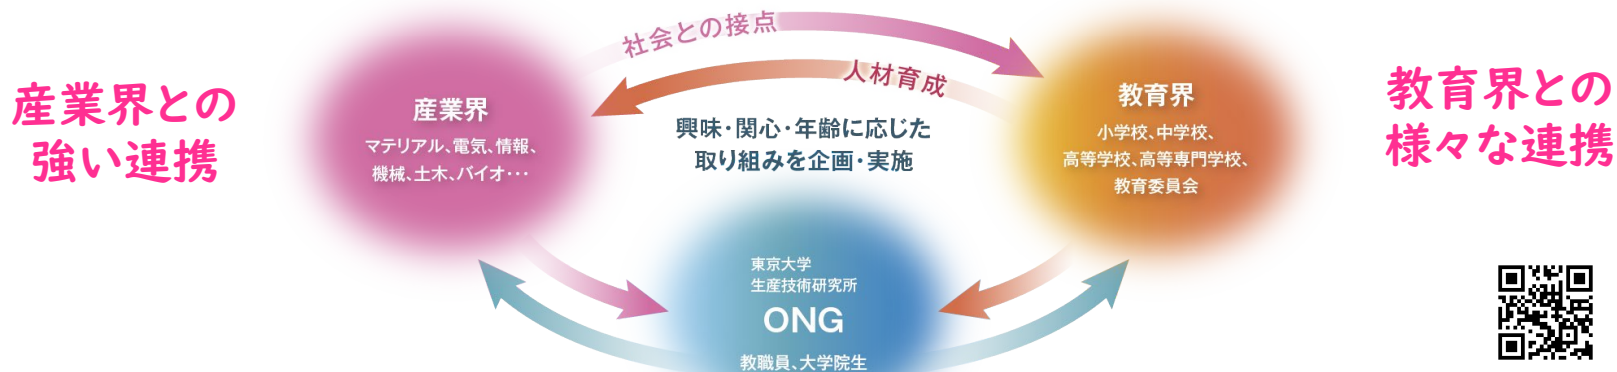 産業界との
強い連携
社会との接点
人材育成
産業界
マテリアル、電気、情報、
機械、土木、バイオ･･･
興味・関心・年齢に応じた
取り組みを企画・実施
教育界
小学校、中学校、
高等学校、高等専門学校、
教育委員会
教育界との
様々な連携
東京大学
生産技術研究所
ONG
教職員、大学院生